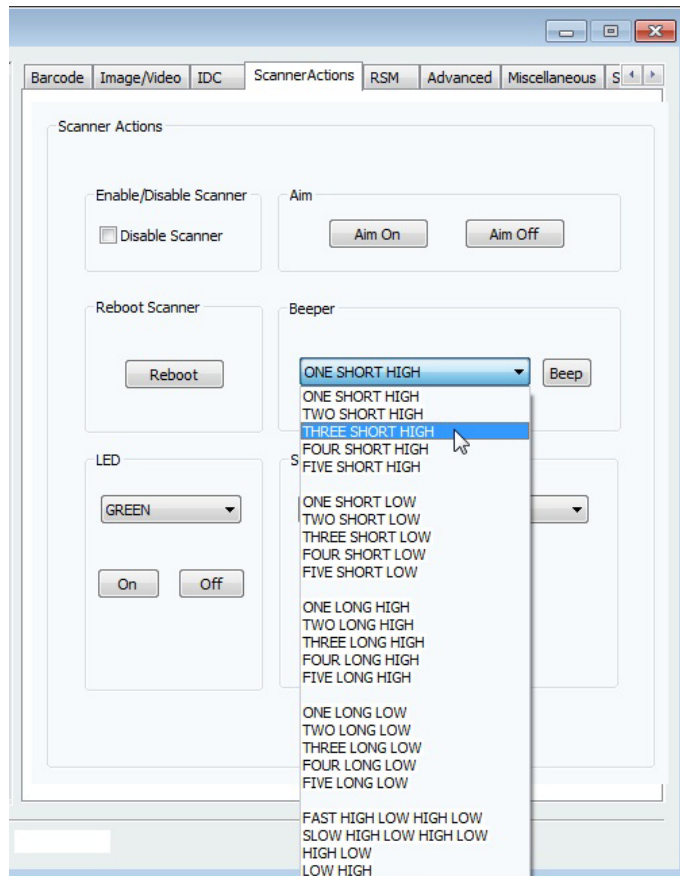 Barcode Image/Video IDC ScannerActions RSM Advanced Miscellaneous S
Scanner Actions
Enable/Disable Scanner Aim
Disable Scanner Aim On Aim Off
Reboot Scanner Beeper
Reboot ONE SHORT HIGH Beep
ONE SHORT HIGH
TWO SHORT HIGH
THREE SHORT HIGH
FOUR SHORT HIGH
LED S
FIVE SHORT HIGH
GREEN ONE SHORT LOW
TWO SHORT LOW
THREE SHORT LOW
FOUR SHORT LOW
FIVE SHORT LOW
On Off
ONE LONG HIGH
TWO LONG HIGH
THREE LONG HIGH
FOUR LONG HIGH
FIVE LONG HIGH
ONE LONG LOW
TWO LONG LOW
THREE LONG LOW
FOUR LONG LOW
FIVE LONG LOW
FAST HIGH LOW HIGH LOW
SLOW HIGH LOW HIGH LOW
HIGH LOW
LOW HIGH